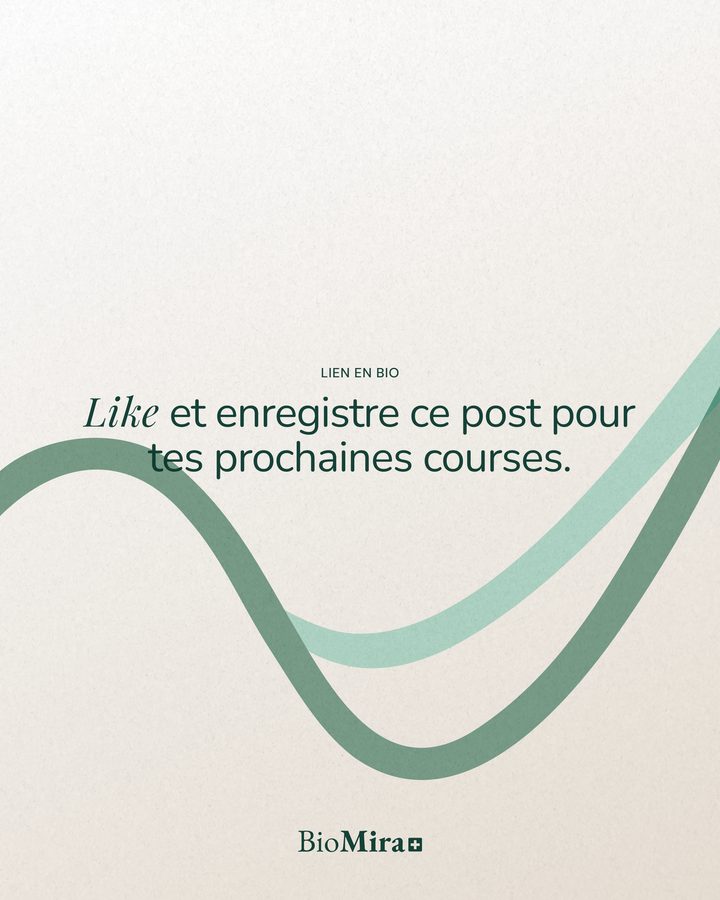 LIEN EN BIO
Like et enregistre ce post pour
tes prochaines courses.
BioMira